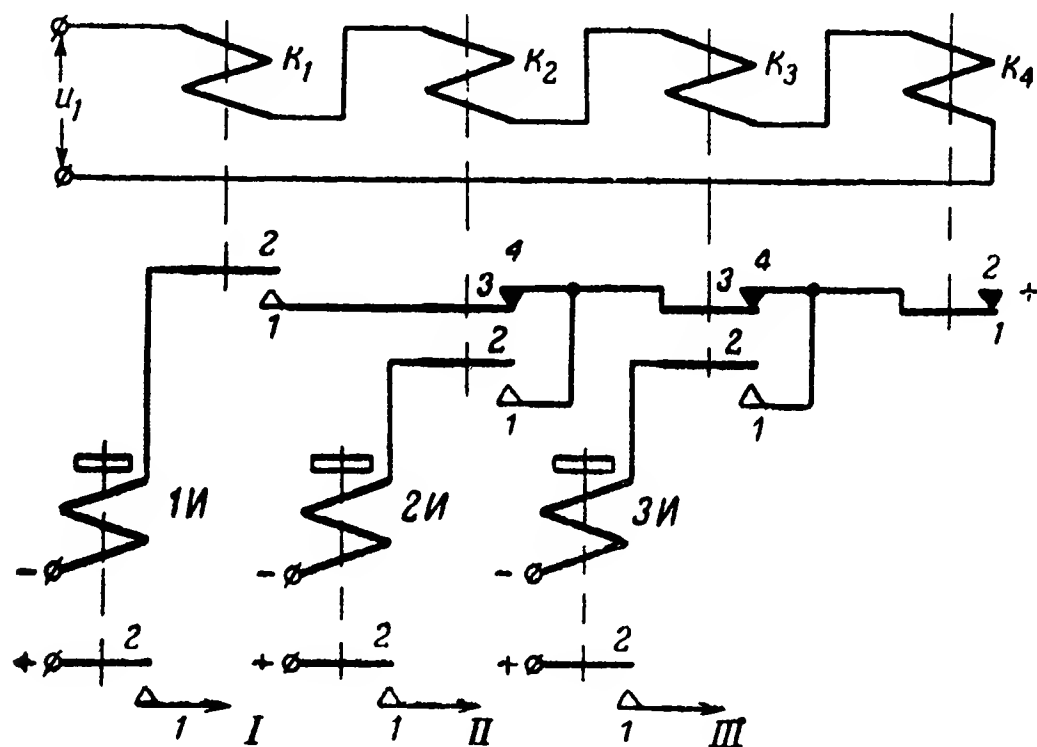 K₁ K₂ K₃ K₄
u₁
2 3 4 3 4 2 +
1 2 2 1
1 1
1И 2И 3И
- - -
+ 2 + 2 + 2
1 I 1 II 1 III